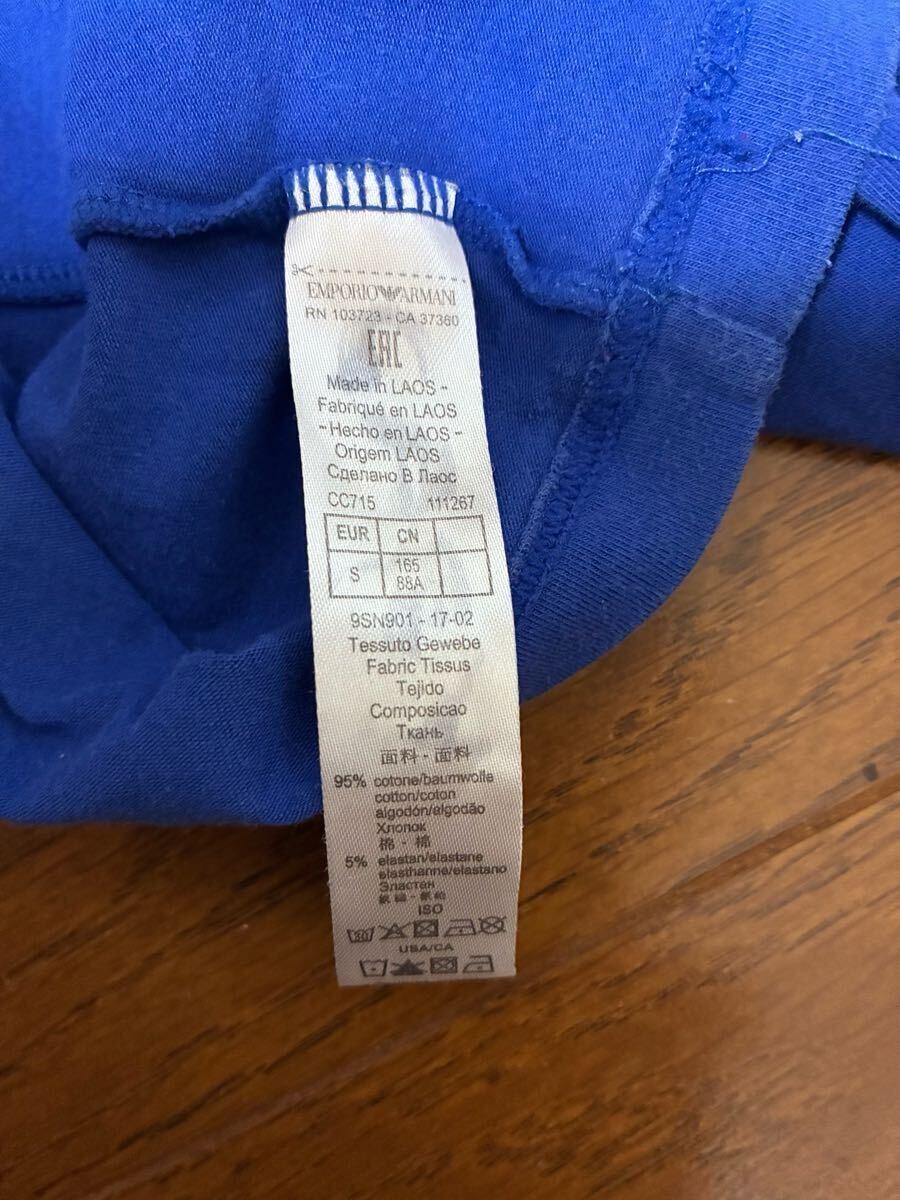 EMPORIO ARMANI
RN 103723 - CA 37360
EAC
Made in LAOS -
Fabriqué en LAOS
- Hecho en LAOS -
Origem LAOS
Сделано В Лаос
CC715 111267
EUR CN
S 165 88A
9SN901 - 17-02
Tessuto Gewebe
Fabric Tissus
Tejido
Composicao
Ткань
面料 - 面料
95% cotone/baumwolle
cotton/coton
algodón/algodão
Хлопок
棉 - 棉
5% elastan/elastane
elasthanne/elastano
Эластан
ISO
USA/CA